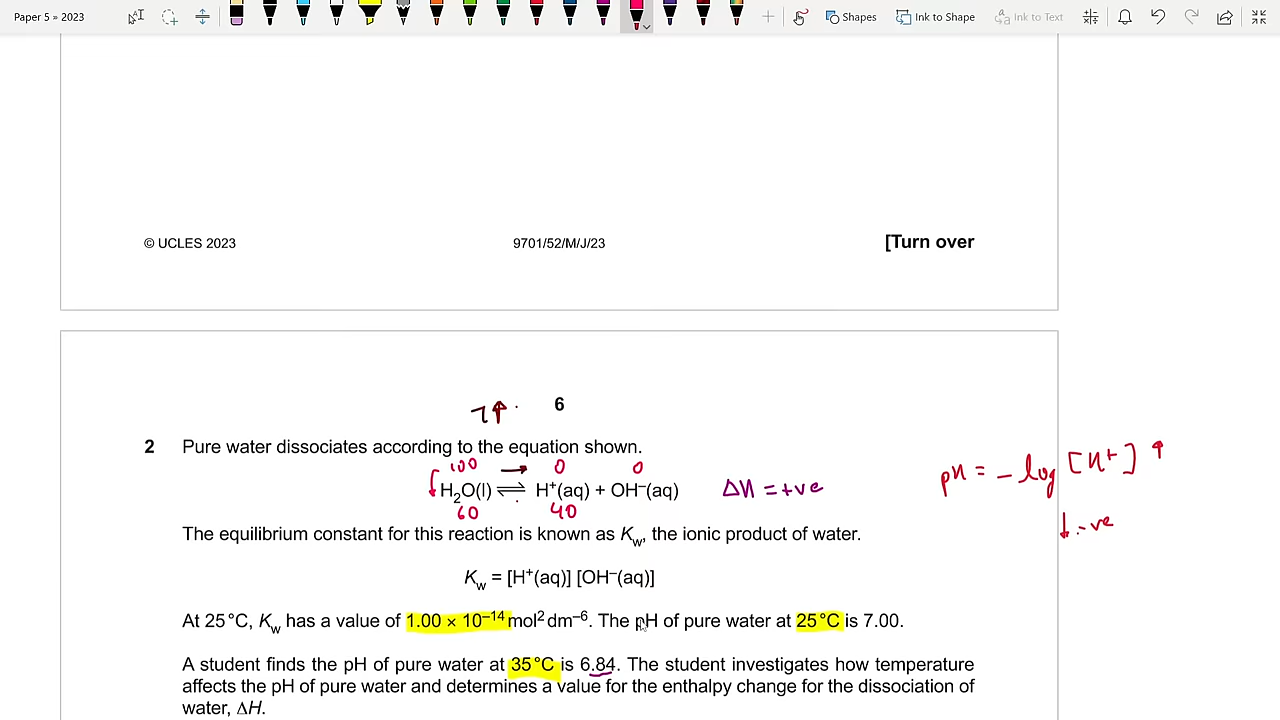 Paper 5 » 2023
Shapes
Ink to Shape
Ink to Text
© UCLES 2023
9701/52/M/J/23
[Turn over
6
2 Pure water dissociates according to the equation shown.
100 → 0 0
H₂O(l) ⇌ H⁺(aq) + OH⁻(aq) ΔH = +ve
60 40
pH = – log [H⁺] ↑
↓ -ve
The equilibrium constant for this reaction is known as Kw, the ionic product of water.
Kw = [H⁺(aq)] [OH⁻(aq)]
At 25 °C, Kw has a value of 1.00 × 10⁻¹⁴ mol² dm⁻⁶. The pH of pure water at 25 °C is 7.00.
A student finds the pH of pure water at 35 °C is 6.84. The student investigates how temperature
affects the pH of pure water and determines a value for the enthalpy change for the dissociation of
water, ΔH.